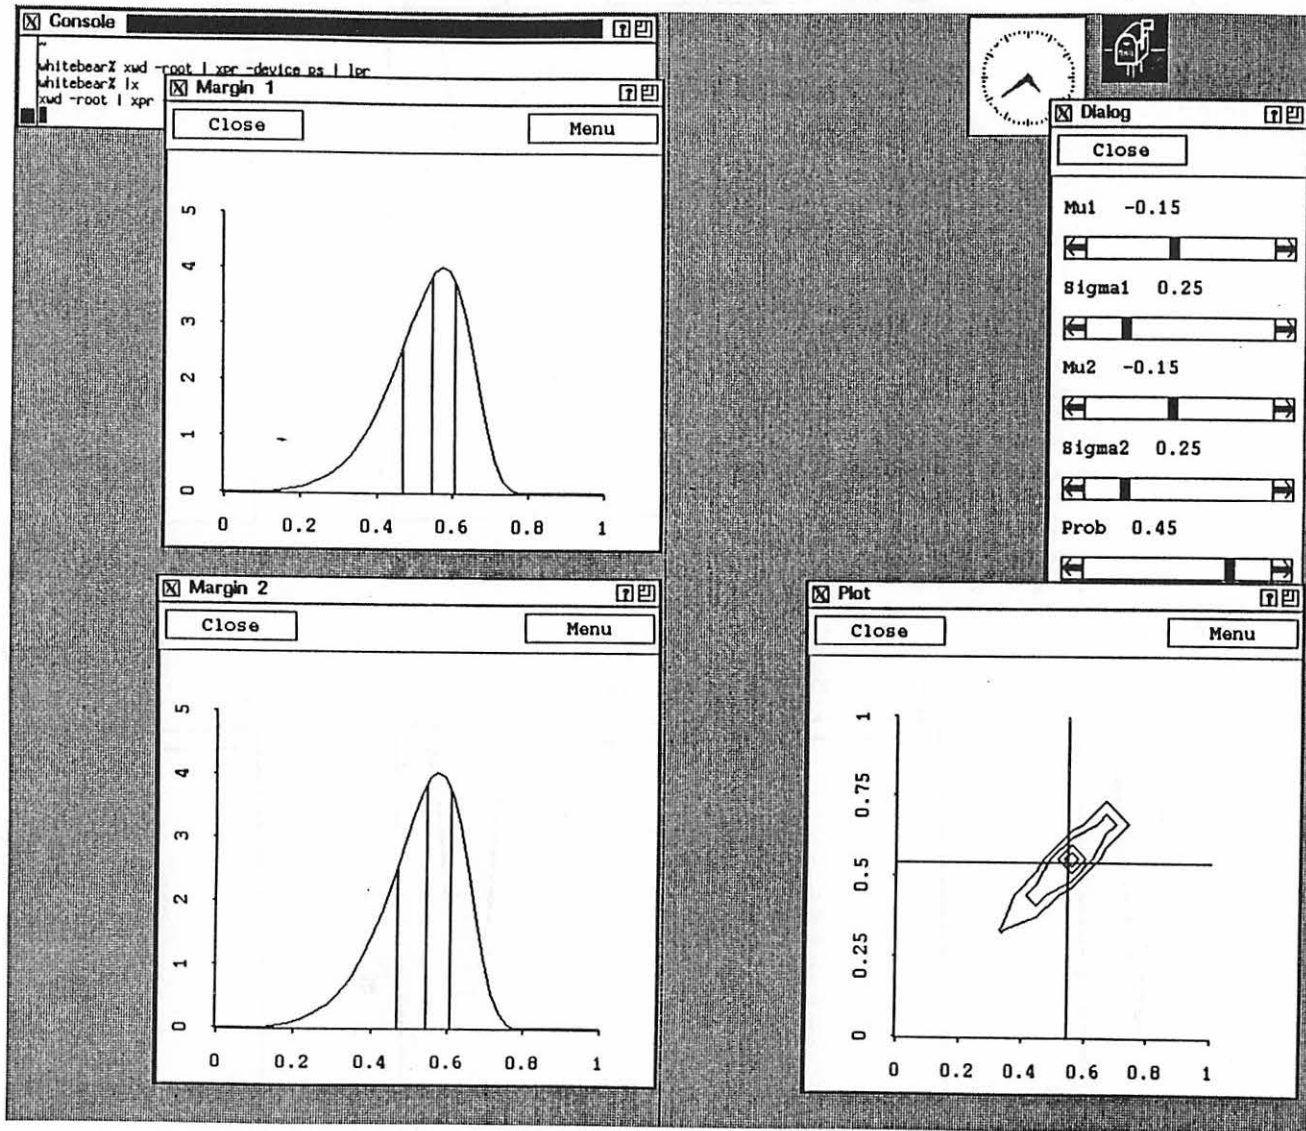 Console
~
whitebear% xwd -root | xpr -device ps | lpr
whitebear% lx
xwd -root | xpr
Margin 1
Close
Menu
5
4
3
2
1
0
0 0.2 0.4 0.6 0.8 1
Dialog
Close
Mu1 -0.15
Sigma1 0.25
Mu2 -0.15
Sigma2 0.25
Prob 0.45
Margin 2
Close
Menu
5
4
3
2
1
0
0 0.2 0.4 0.6 0.8 1
Plot
Close
Menu
1
0.75
0.5
0.25
0
0 0.2 0.4 0.6 0.8 1